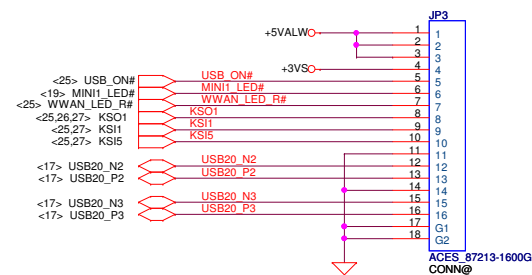 JP3
+5VALW 1 1
2 2
3 3
+3VS 4 4
<25> USB_ON# USB_ON# 5 5
<19> MINI1_LED# MINI1_LED# 6 6
<25> WWAN_LED_R# WWAN_LED_R# 7 7
<25,26,27> KSO1 KSO1 8 8
<25,27> KSI1 KSI1 9 9
<25,27> KSI5 KSI5 10 10
11 11
<17> USB20_N2 USB20_N2 12 12
<17> USB20_P2 USB20_P2 13 13
14 14
<17> USB20_N3 USB20_N3 15 15
<17> USB20_P3 USB20_P3 16 16
17 G1
18 G2
ACES_87213-1600G
CONN@